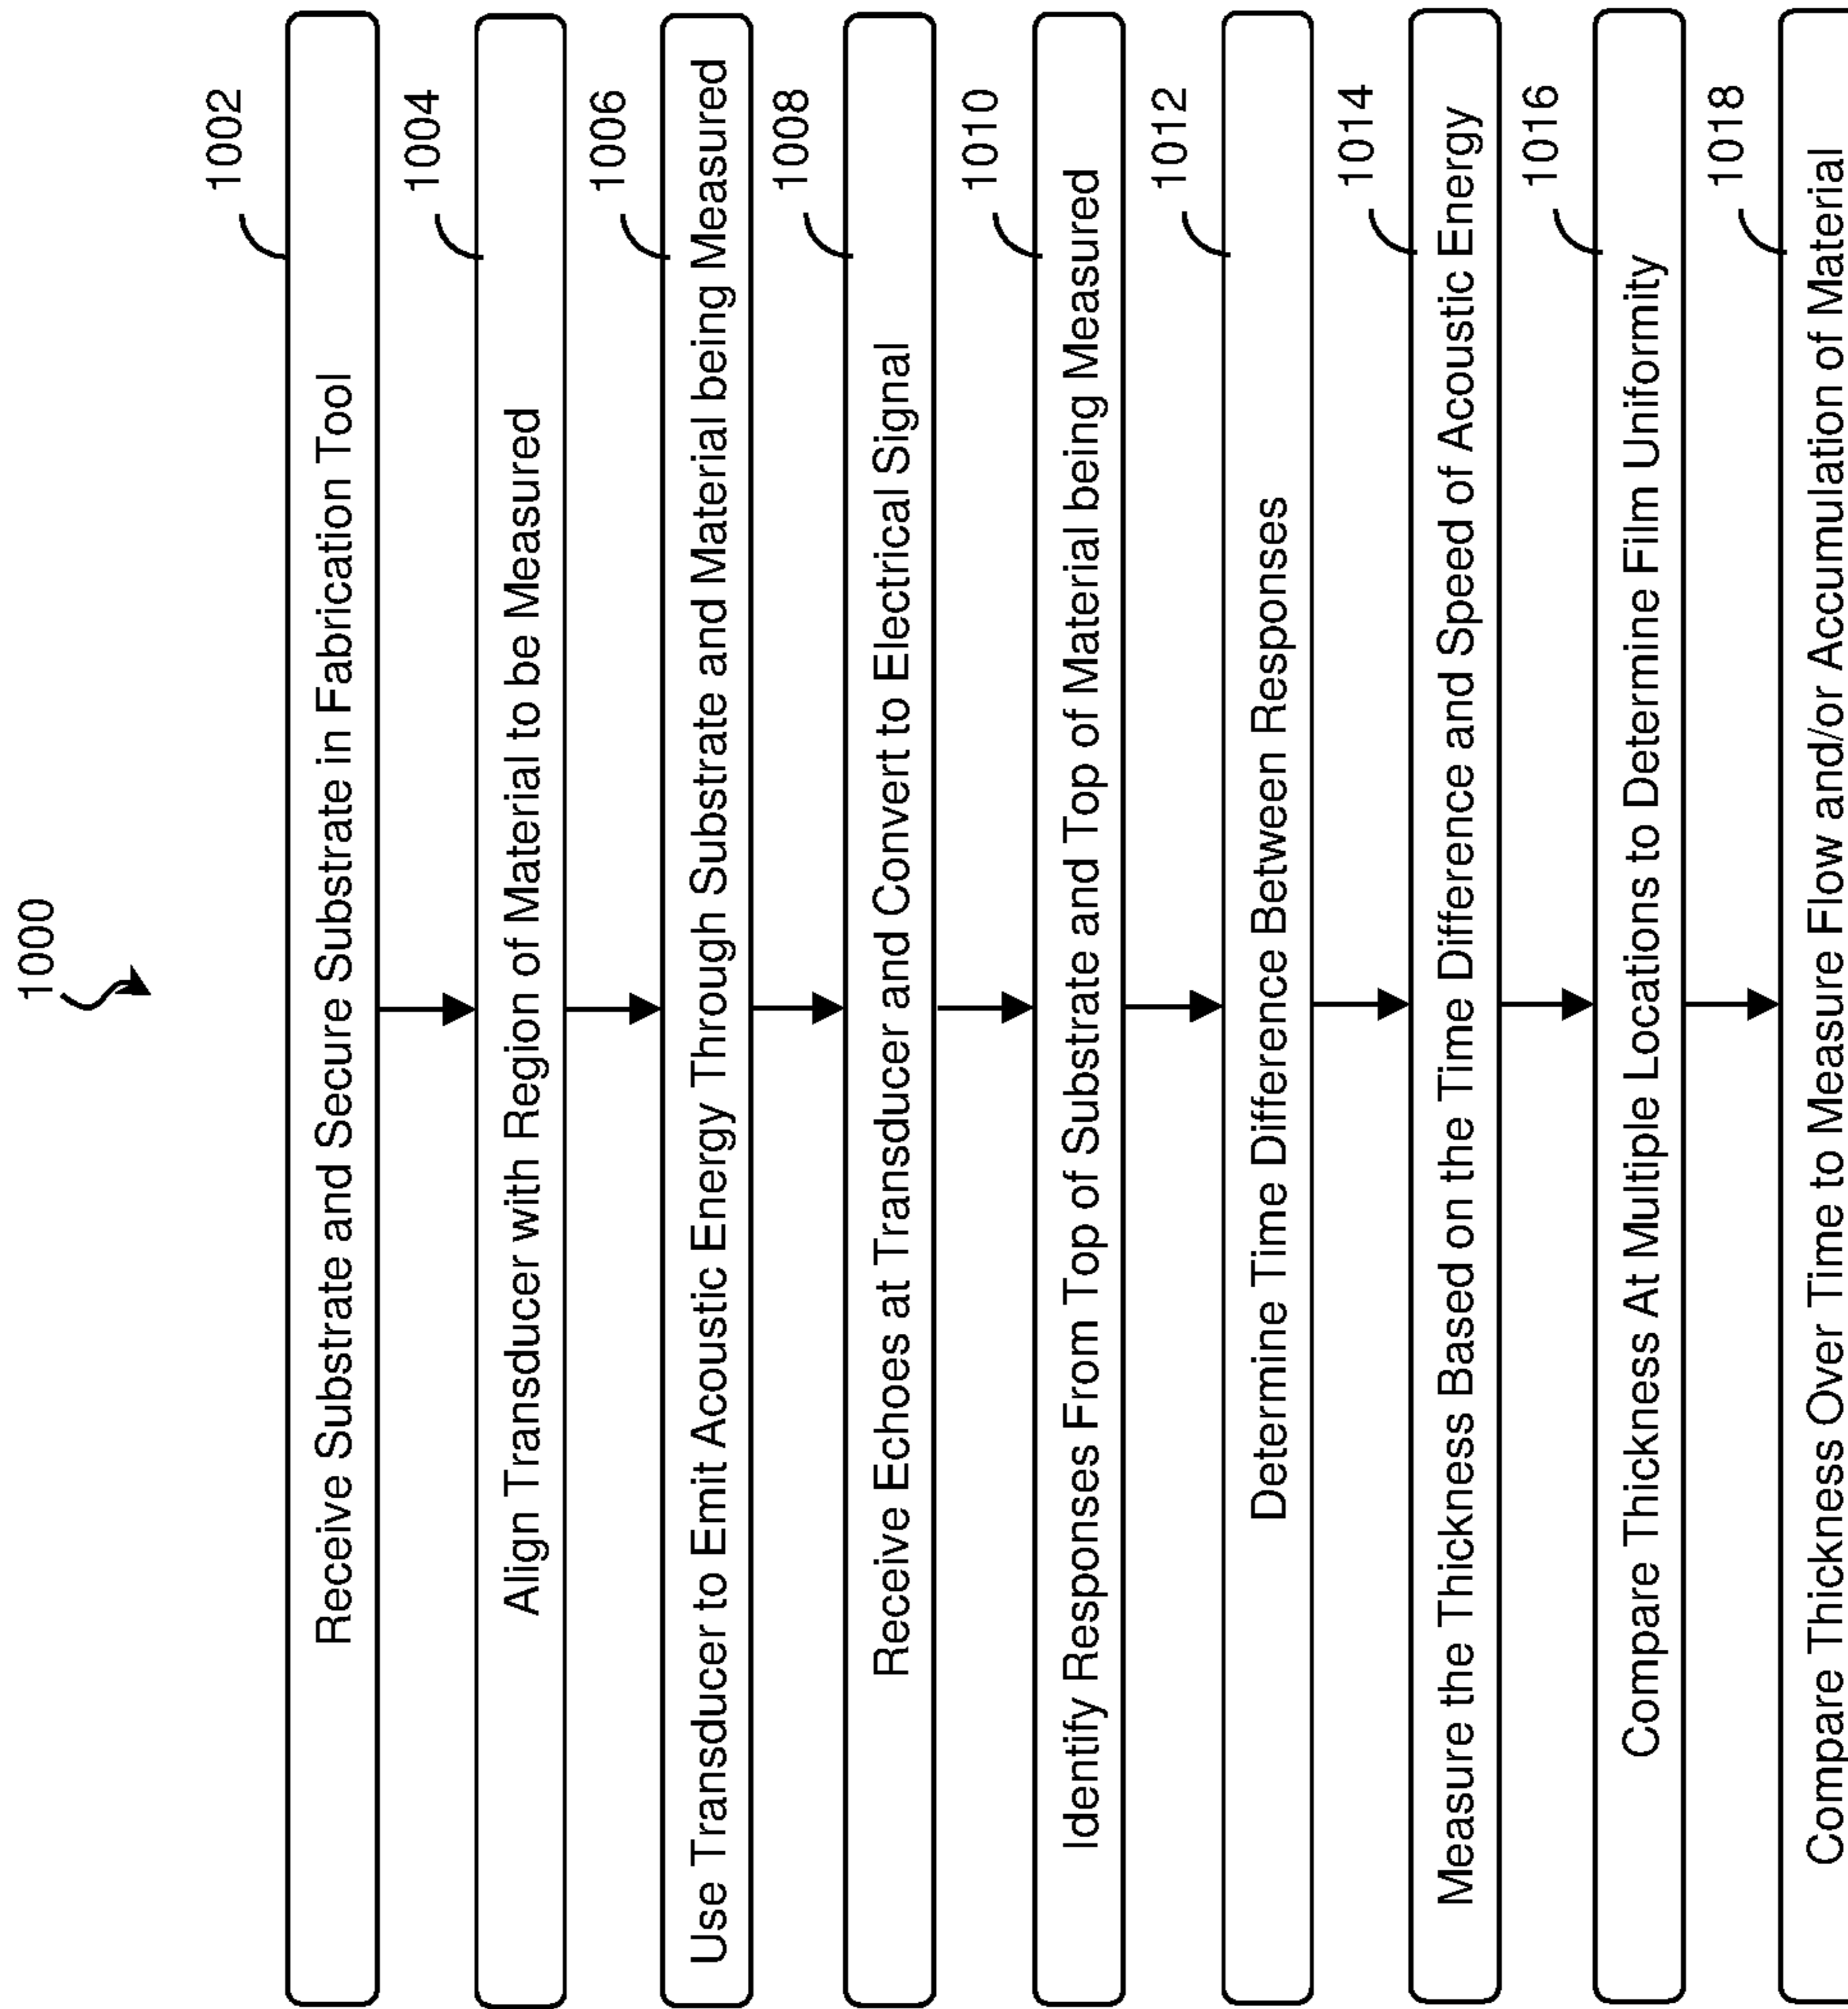 1000
1002
Receive Substrate and Secure Substrate in Fabrication Tool
1004
Align Transducer with Region of Material to be Measured
1006
Use Transducer to Emit Acoustic Energy Through Substrate and Material being Measured
1008
Receive Echoes at Transducer and Convert to Electrical Signal
1010
Identify Responses From Top of Substrate and Top of Material being Measured
1012
Determine Time Difference Between Responses
1014
Measure the Thickness Based on the Time Difference and Speed of Acoustic Energy
1016
Compare Thickness At Multiple Locations to Determine Film Uniformity
1018
Compare Thickness Over Time to Measure Flow and/or Accumulation of Material